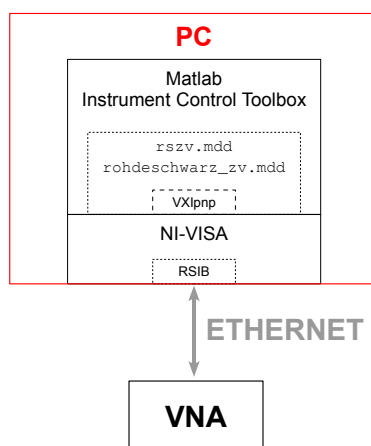 PC
Matlab
Instrument Control Toolbox
rszv.mdd
rohdeschwarz_zv.mdd
VXIpnp
NI-VISA
RSIB
ETHERNET
VNA